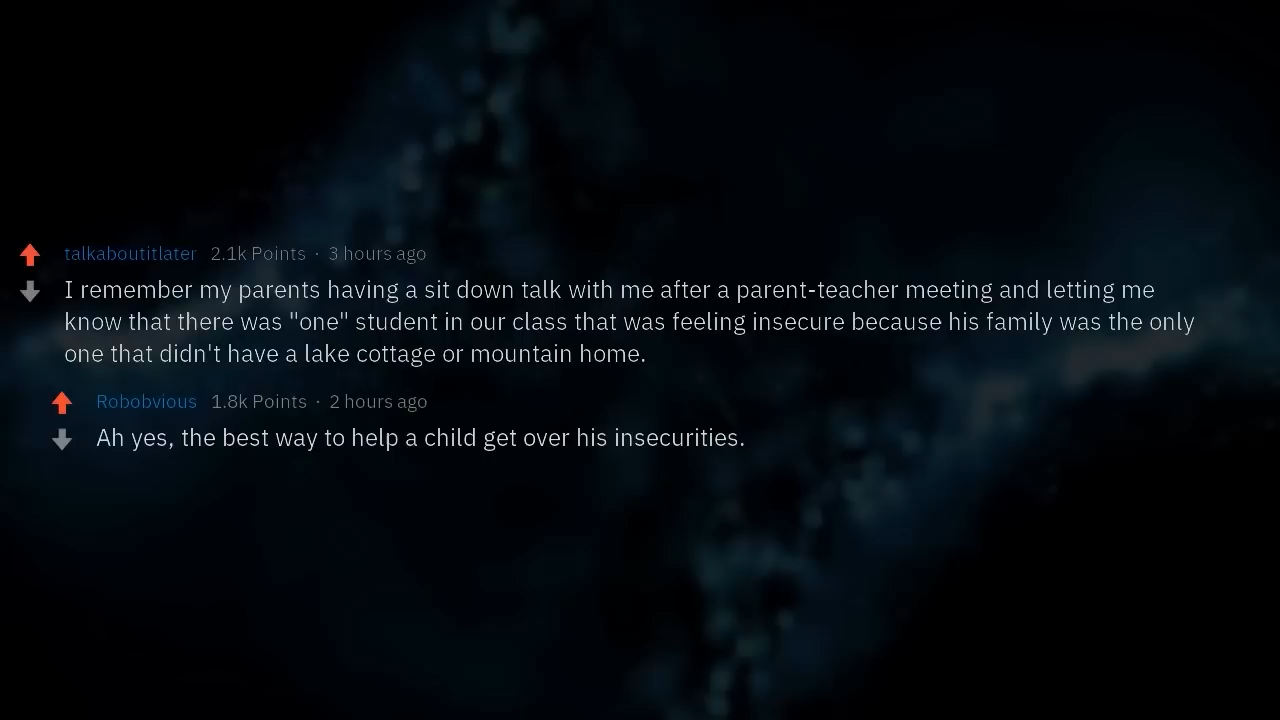 talkaboutitlater 2.1k Points · 3 hours ago
I remember my parents having a sit down talk with me after a parent-teacher meeting and letting me
know that there was "one" student in our class that was feeling insecure because his family was the only
one that didn't have a lake cottage or mountain home.
Robobvious 1.8k Points · 2 hours ago
Ah yes, the best way to help a child get over his insecurities.